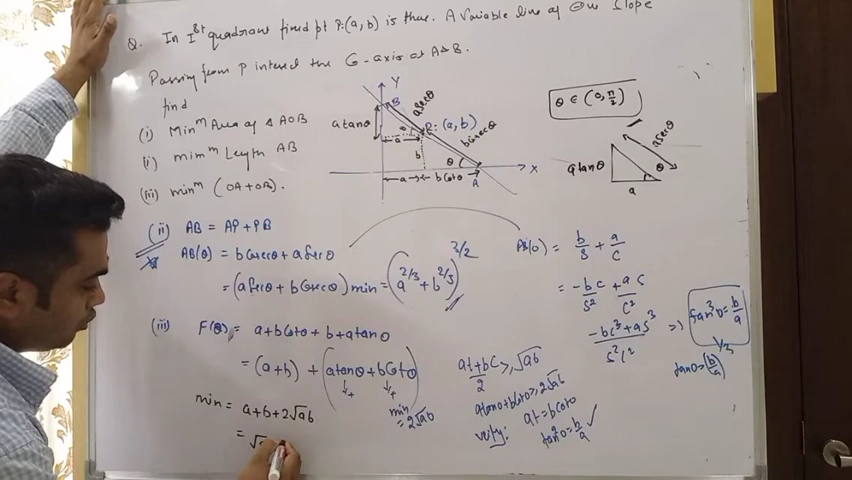 Q. In Iˢᵗ quadrant fixed pt P:(a, b) is there. A variable line of ⊖ve slope
Passing from P intersect the C-axis at A & B.
find
(i) Minᵐ Area of Δ AOB
(ii) minᵐ Length AB
(iii) minᵐ (OA+OB).
Y
B
a secθ
a tanθ
θ
P:(a, b)
a
b
b cosecθ
θ
X
a
b cotθ
A
θ ∈ (0, π/2)
a secθ
a tanθ
θ
a
(ii) AB = AP + PB
AB(θ) = b cosecθ + a secθ
= (a secθ + b cosecθ) min = (a^2/3 + b^2/3)^3/2
AB(θ) = b/s + a/c
= -bc/s² + as/c²
(-bc³ + as³)/(s²c²) ⇒ tan³θ = b/a
tanθ = (b/a)^1/3
(iii) F(θ) = a + b cotθ + b + a tanθ
= (a+b) + (a tanθ + b cotθ)
+ +
min = 2√ab
min = a + b + 2√ab
= √a
(at + bc)/2 ≥ √ab
a tanθ + b cotθ ≥ 2√ab
verify: at = b cotθ
tan²θ = b/a ✓